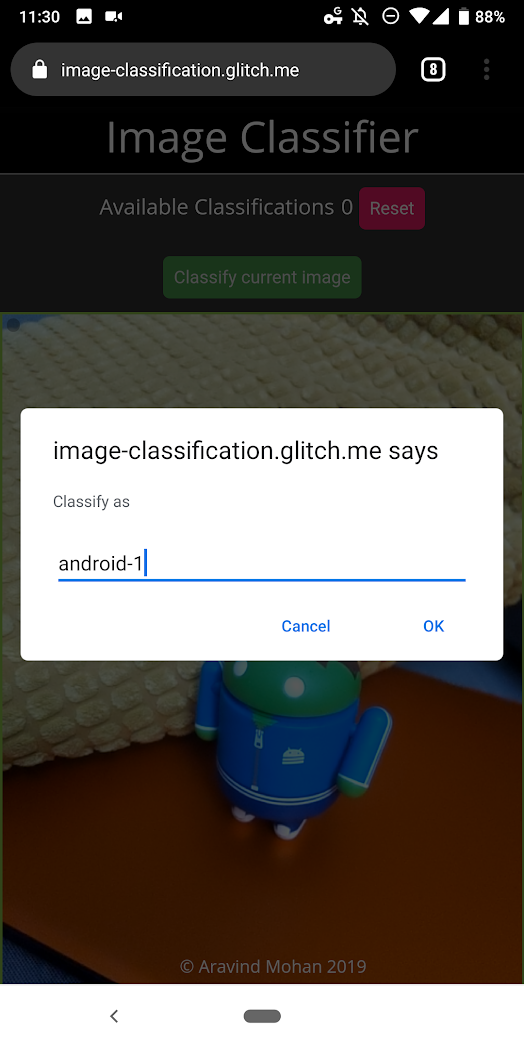 11:30
G
88%
image-classification.glitch.me
8
Image Classifier
Available Classifications 0 Reset
Classify current image
image-classification.glitch.me says
Classify as
android-1
Cancel OK
© Aravind Mohan 2019